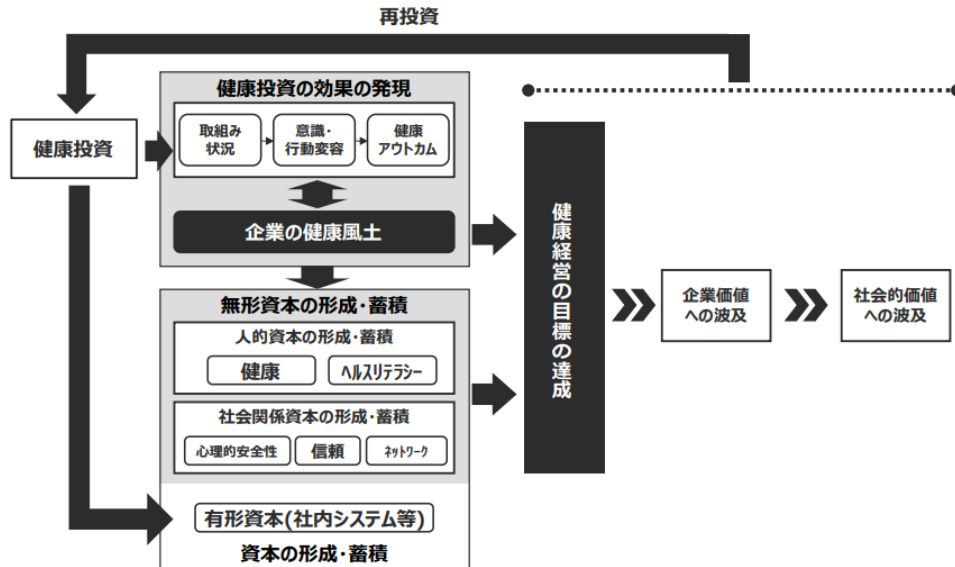 再投資
健康投資の効果の発現
取組み
状況
意識・
行動変容
健康
アウトカム
健康投資
企業の健康風土
健康経営の目標の達成
無形資本の形成・蓄積
人的資本の形成・蓄積
健康
ヘルスリテラシー
社会関係資本の形成・蓄積
心理的安全性
信頼
ネットワーク
有形資本(社内システム等)
資本の形成・蓄積
企業価値
への波及
社会的価値
への波及